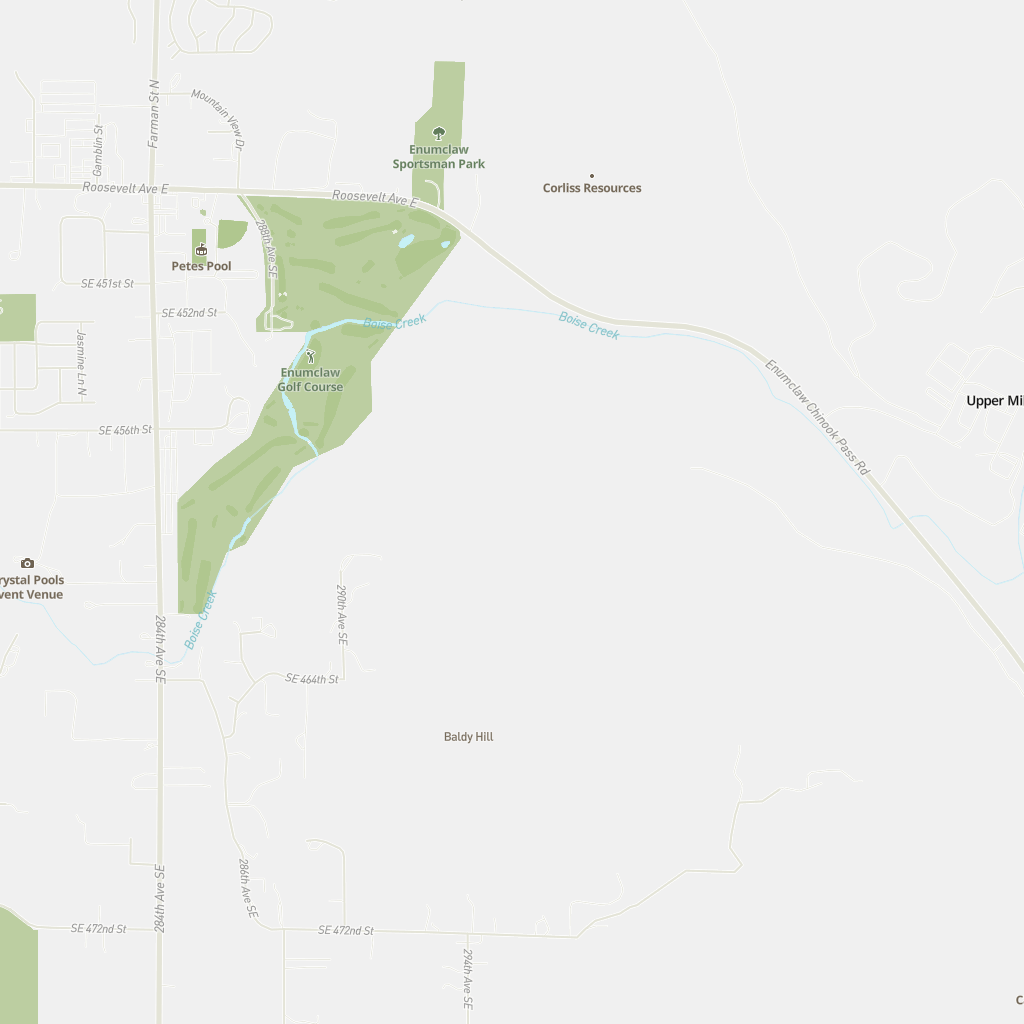 Farman St N
Mountain View Dr
Gamblin St
Enumclaw
Sportsman Park
Corliss Resources
Roosevelt Ave E
Roosevelt Ave E
288th Ave SE
Petes Pool
SE 451st St
SE 452nd St
Boise Creek
Boise Creek
Jasmine Ln N
Enumclaw
Golf Course
Enumclaw Chinook Pass Rd
Upper Mil
SE 456th St
rystal Pools
vent Venue
290th Ave SE
Boise Creek
284th Ave SE
SE 464th St
Baldy Hill
286th Ave SE
284th Ave SE
SE 472nd St
SE 472nd St
294th Ave SE